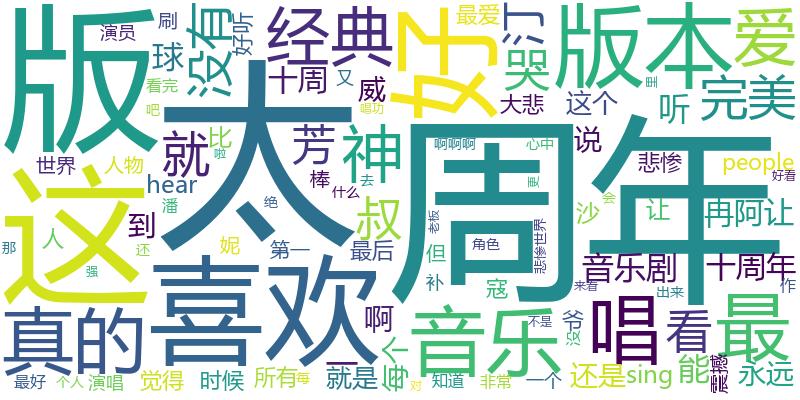 版
太
周年
好
这
喜欢
版本
音乐
真的
唱
最
经典
没有
爱
神
就
芳
叔
哭
完美
看
能
汀
球
威
听
十周
这个
说
大悲
冉阿让
音乐剧
十周年
悲惨
people
hear
到
比
棒
世界
人物
看完
吧
演员
刷
好听
又
最爱
唱功
什么
啊啊啊
心中
里
好看
更
会
让
沙
但
补
角色
老板
悲惨世界
寇
爷
没
不是
来看
出来
作
去
啦
绝
潘
妮
第一
最后
人
那
还
强
啊
每个
一
最好
个人
演唱
觉得
时候
所有
每
就是
对
知道
非常
一个
还是
sing
震撼
永远